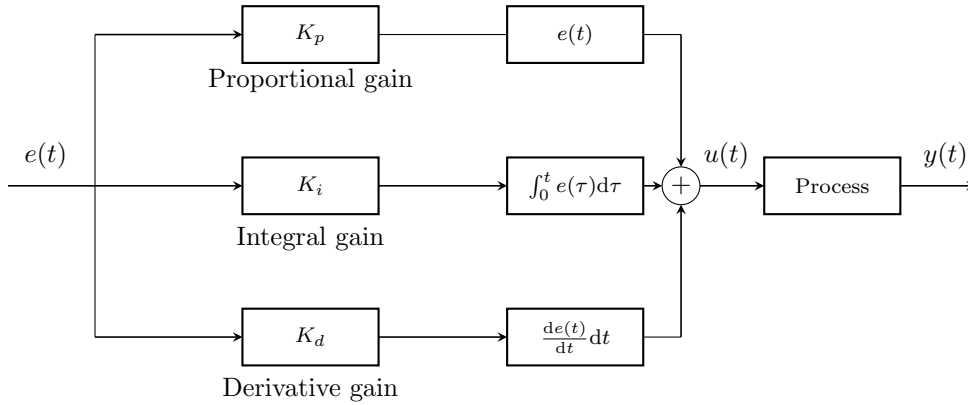 K_p
e(t)
Proportional gain
e(t)
u(t)
y(t)
K_i
∫_0^t e(τ)dτ
+
Process
Integral gain
K_d
de(t)/dt dt
Derivative gain